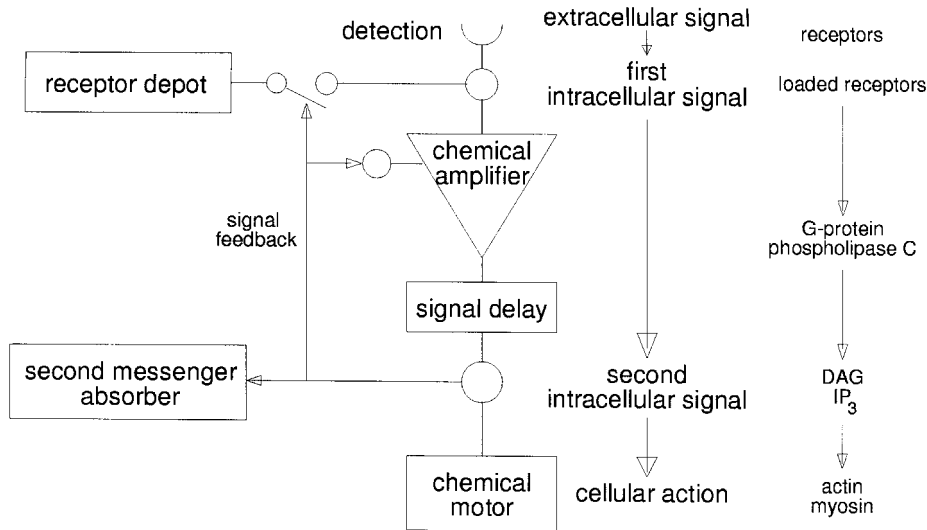 detection
receptor depot
chemical
amplifier
signal
feedback
signal delay
second messenger
absorber
chemical
motor
extracellular signal
first
intracellular signal
second
intracellular signal
cellular action
receptors
loaded receptors
G-protein
phospholipase C
DAG
IP3
actin
myosin